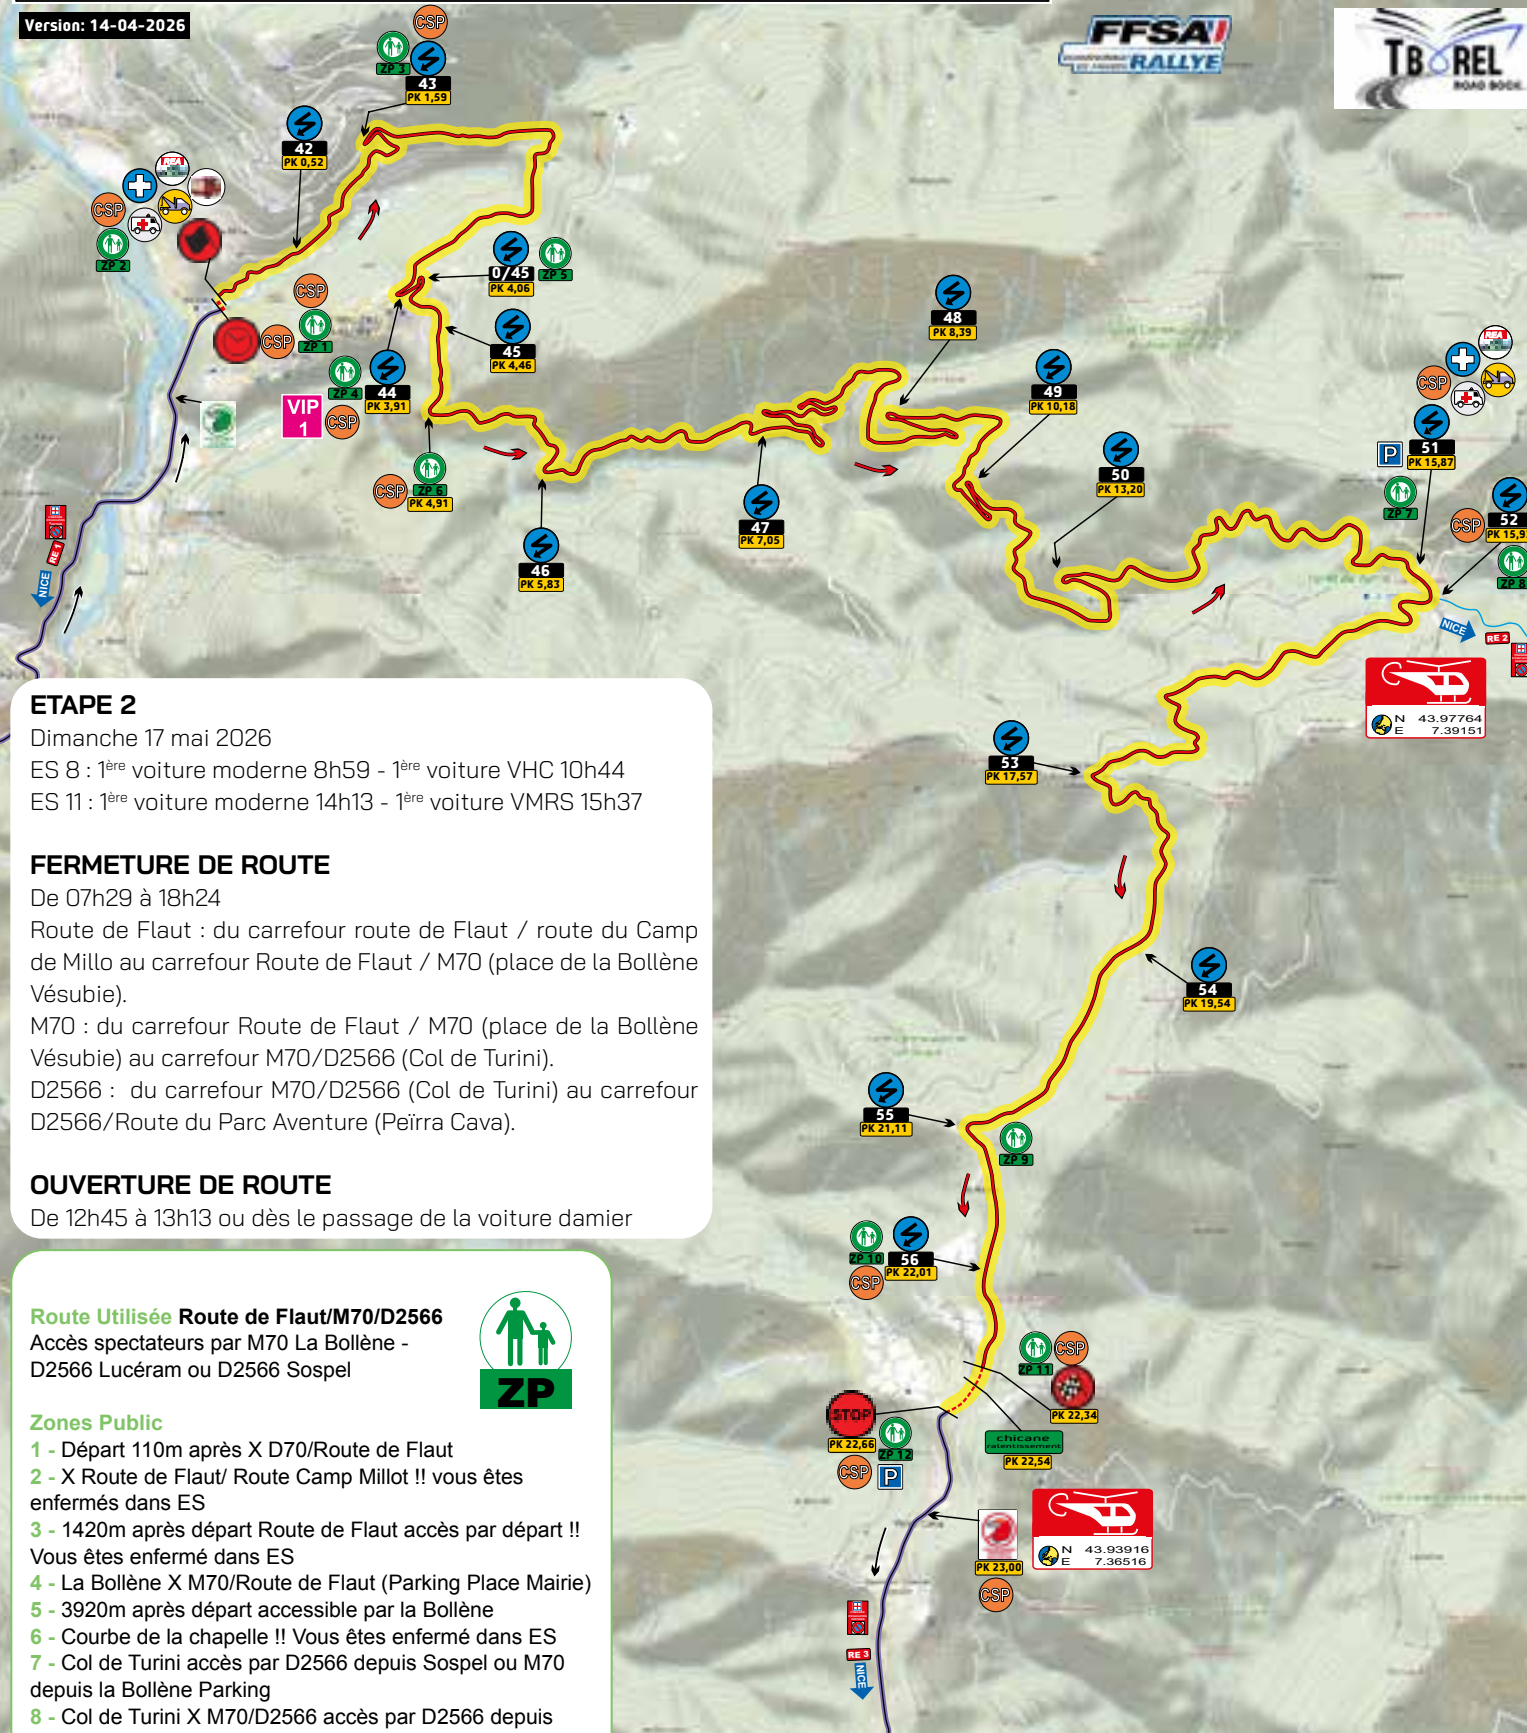 Version: 14-04-2026
FFSA
RALLYE
TBOREL
ROAD BOOK
CSP
ZP 3
43
PK 1,59
42
PK 0,52
REA
CSP
ZP 2
0/45
PK 4,06
ZP 5
CSP
CSP
ZP 1
45
PK 4,46
ZP 4
44
PK 3,91
VIP
1
CSP
48
PK 8,39
49
PK 10,18
REA
CSP
51
PK 15,87
P
ZP 7
50
PK 13,20
CSP
52
PK 15,9
ZP 8
CSP
ZP 6
PK 4,91
47
PK 7,05
46
PK 5,83
RE 1
NICE
NICE
RE 2
N 43.97764
E 7.39151
ETAPE 2
Dimanche 17 mai 2026
ES 8 : 1ère voiture moderne 8h59 - 1ère voiture VHC 10h44
ES 11 : 1ère voiture moderne 14h13 - 1ère voiture VMRS 15h37
FERMETURE DE ROUTE
De 07h29 à 18h24
Route de Flaut : du carrefour route de Flaut / route du Camp
de Millo au carrefour Route de Flaut / M70 (place de la Bollène
Vésubie).
M70 : du carrefour Route de Flaut / M70 (place de la Bollène
Vésubie) au carrefour M70/D2566 (Col de Turini).
D2566 : du carrefour M70/D2566 (Col de Turini) au carrefour
D2566/Route du Parc Aventure (Peïrra Cava).
OUVERTURE DE ROUTE
De 12h45 à 13h13 ou dès le passage de la voiture damier
53
PK 17,57
54
PK 19,54
55
PK 21,11
ZP 9
ZP 10
56
PK 22,01
CSP
ZP 11
CSP
PK 22,34
STOP
PK 22,66
ZP 12
CSP
P
chicane
ralentissement
PK 22,54
PK 23,00
CSP
N 43.93916
E 7.36516
RE 3
NICE
Route Utilisée Route de Flaut/M70/D2566
Accès spectateurs par M70 La Bollène -
D2566 Lucéram ou D2566 Sospel
ZP
Zones Public
1 - Départ 110m après X D70/Route de Flaut
2 - X Route de Flaut/ Route Camp Millot !! vous êtes
enfermés dans ES
3 - 1420m après départ Route de Flaut accès par départ !!
Vous êtes enfermé dans ES
4 - La Bollène X M70/Route de Flaut (Parking Place Mairie)
5 - 3920m après départ accessible par la Bollène
6 - Courbe de la chapelle !! Vous êtes enfermé dans ES
7 - Col de Turini accès par D2566 depuis Sospel ou M70
depuis la Bollène Parking
8 - Col de Turini X M70/D2566 accès par D2566 depuis